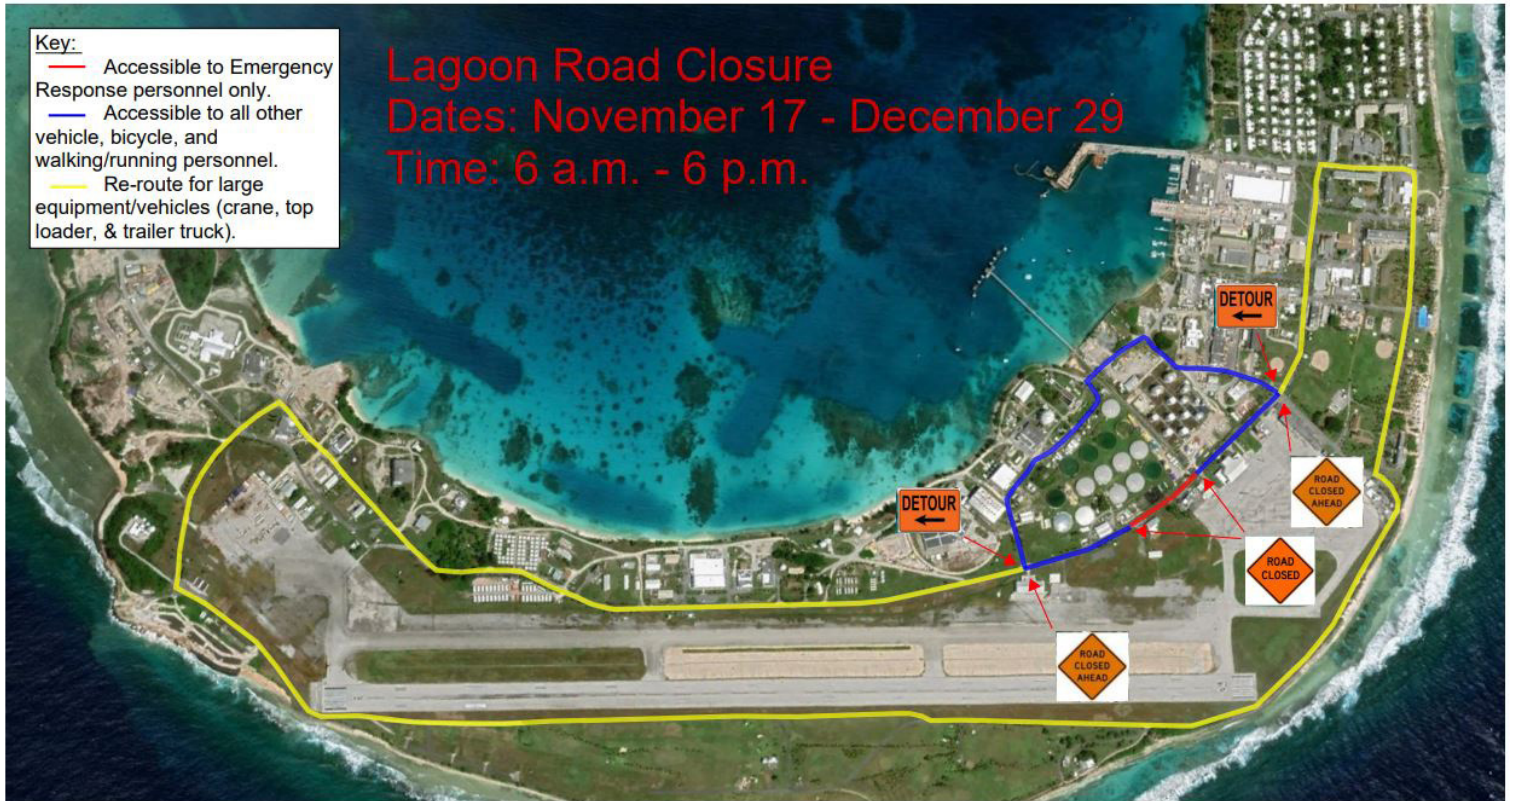 Key:
Accessible to Emergency
Response personnel only.
Accessible to all other
vehicle, bicycle, and
walking/running personnel.
Re-route for large
equipment/vehicles (crane, top
loader, & trailer truck).
Lagoon Road Closure
Dates: November 17 - December 29
Time: 6 a.m. - 6 p.m.
DETOUR
ROAD
CLOSED
AHEAD
DETOUR
ROAD
CLOSED
ROAD
CLOSED
AHEAD